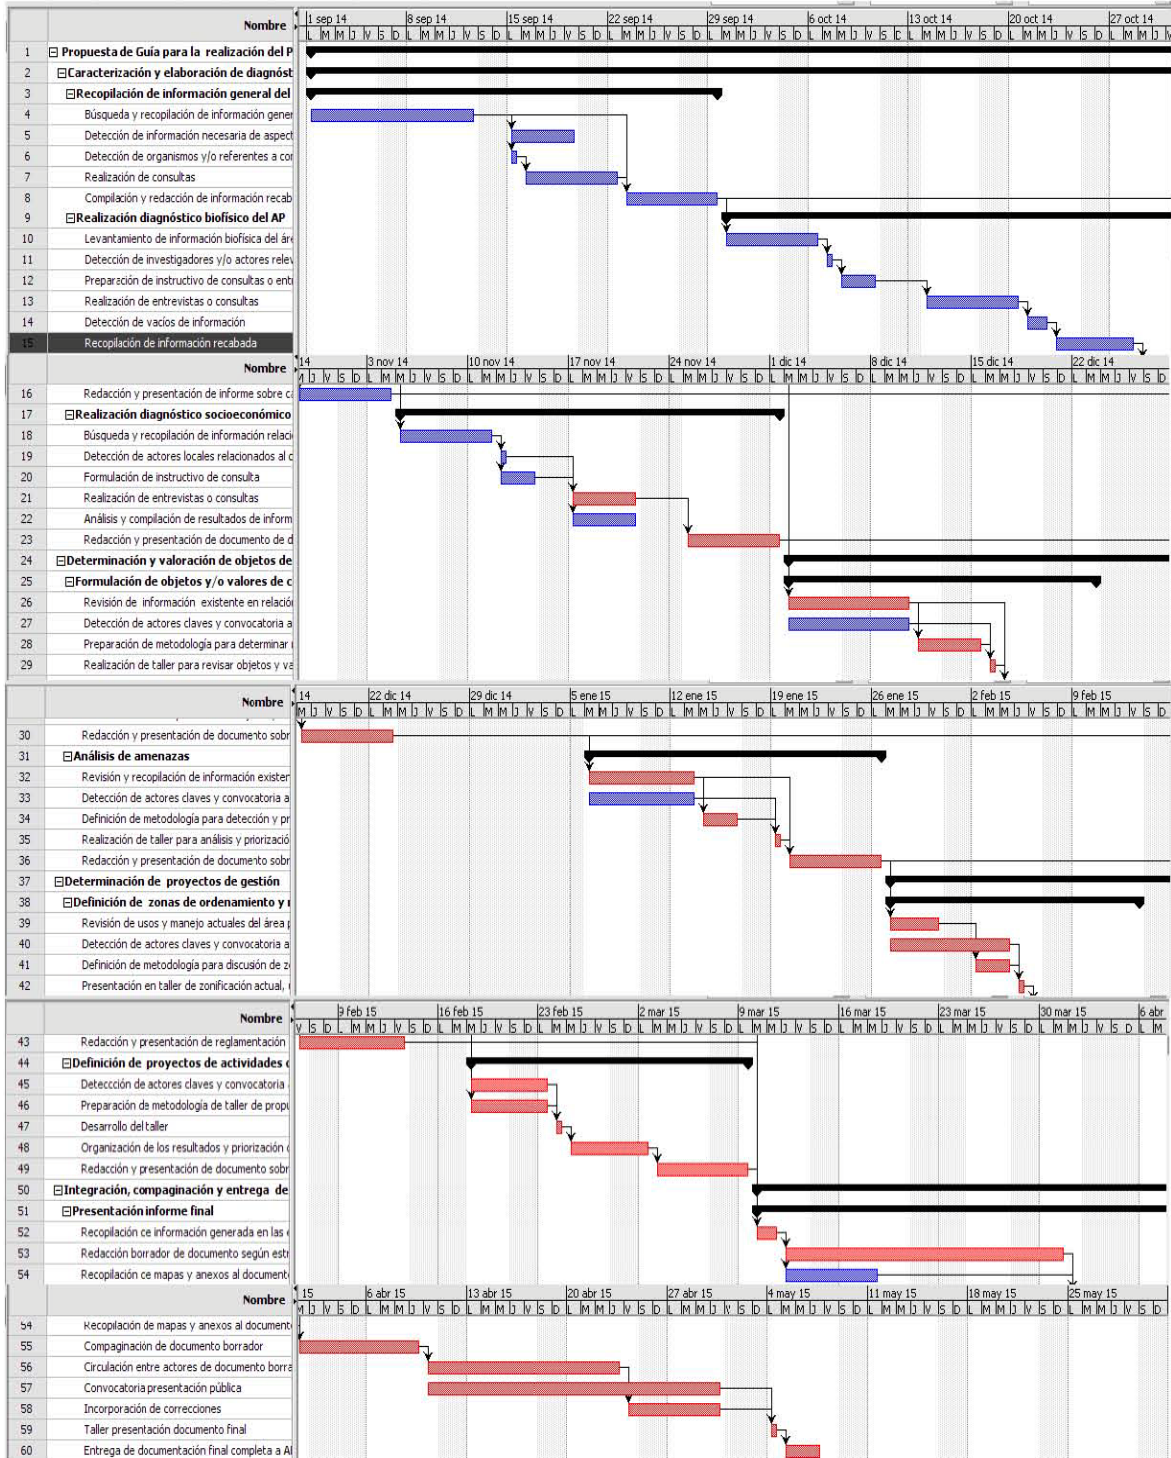 Nombre
1 sep 14 8 sep 14 15 sep 14 22 sep 14 29 sep 14 6 oct 14 13 oct 14 20 oct 14 27 oct 14
1 Propuesta de Guía para la realización del P
2 Caracterización y elaboración de diagnóst
3 Recopilación de información general del
4 Búsqueda y recopilación de información gener
5 Detección de información necesaria de aspect
6 Detección de organismos y/o referentes a cor
7 Realización de consultas
8 Compilación y redacción de información recab
9 Realización diagnóstico biofísico del AP
10 Levantamiento de información biofísica del áre
11 Detección de investigadores y/o actores relev
12 Preparación de instructivo de consultas o entr
13 Realización de entrevistas o consultas
14 Detección de vacíos de información
15 Recopilación de información recabada
Nombre
14 3 nov 14 10 nov 14 17 nov 14 24 nov 14 1 dic 14 8 dic 14 15 dic 14 22 dic 14
16 Redacción y presentación de informe sobre ca
17 Realización diagnóstico socioeconómico
18 Búsqueda y recopilación de información relaci
19 Detección de actores locales relacionados al c
20 Formulación de instructivo de consulta
21 Realización de entrevistas o consultas
22 Análisis y compilación de resultados de inform
23 Redacción y presentación de documento de d
24 Determinación y valoración de objetos de
25 Formulación de objetos y/o valores de c
26 Revisión de información existente en relació
27 Detección de actores claves y convocatoria a
28 Preparación de metodología para determinar
29 Realización de taller para revisar objetos y va
Nombre
14 22 dic 14 29 dic 14 5 ene 15 12 ene 15 19 ene 15 26 ene 15 2 feb 15 9 feb 15
30 Redacción y presentación de documento sobr
31 Análisis de amenazas
32 Revisión y recopilación de información existen
33 Detección de actores claves y convocatoria a
34 Definición de metodología para detección y pr
35 Realización de taller para análisis y priorizació
36 Redacción y presentación de documento sobr
37 Determinación de proyectos de gestión
38 Definición de zonas de ordenamiento y
39 Revisión de usos y manejo actuales del área p
40 Detección de actores claves y convocatoria a
41 Definición de metodología para discusión de z
42 Presentación en taller de zonificación actual,
Nombre
9 feb 15 16 feb 15 23 feb 15 2 mar 15 9 mar 15 16 mar 15 23 mar 15 30 mar 15 6 abr
43 Redacción y presentación de reglamentación
44 Definición de proyectos de actividades
45 Deteccción de actores claves y convocatoria
46 Preparación de metodología de taller de propu
47 Desarrollo del taller
48 Organización de los resultados y priorización
49 Redacción y presentación de documento sobr
50 Integración, compaginación y entrega de
51 Presentación informe final
52 Recopilación ce información generada en las
53 Redacción borrador de documento según estr
54 Recopilación ce mapas y anexos al document
Nombre
15 6 abr 15 13 abr 15 20 abr 15 27 abr 15 4 may 15 11 may 15 18 may 15 25 may 15
54 Recopilación de mapas y anexos al document
55 Compaginación de documento borrador
56 Circulación entre actores de documento borra
57 Convocatoria presentación pública
58 Incorporación de correcciones
59 Taller presentación documento final
60 Entrega de documentación final completa a A